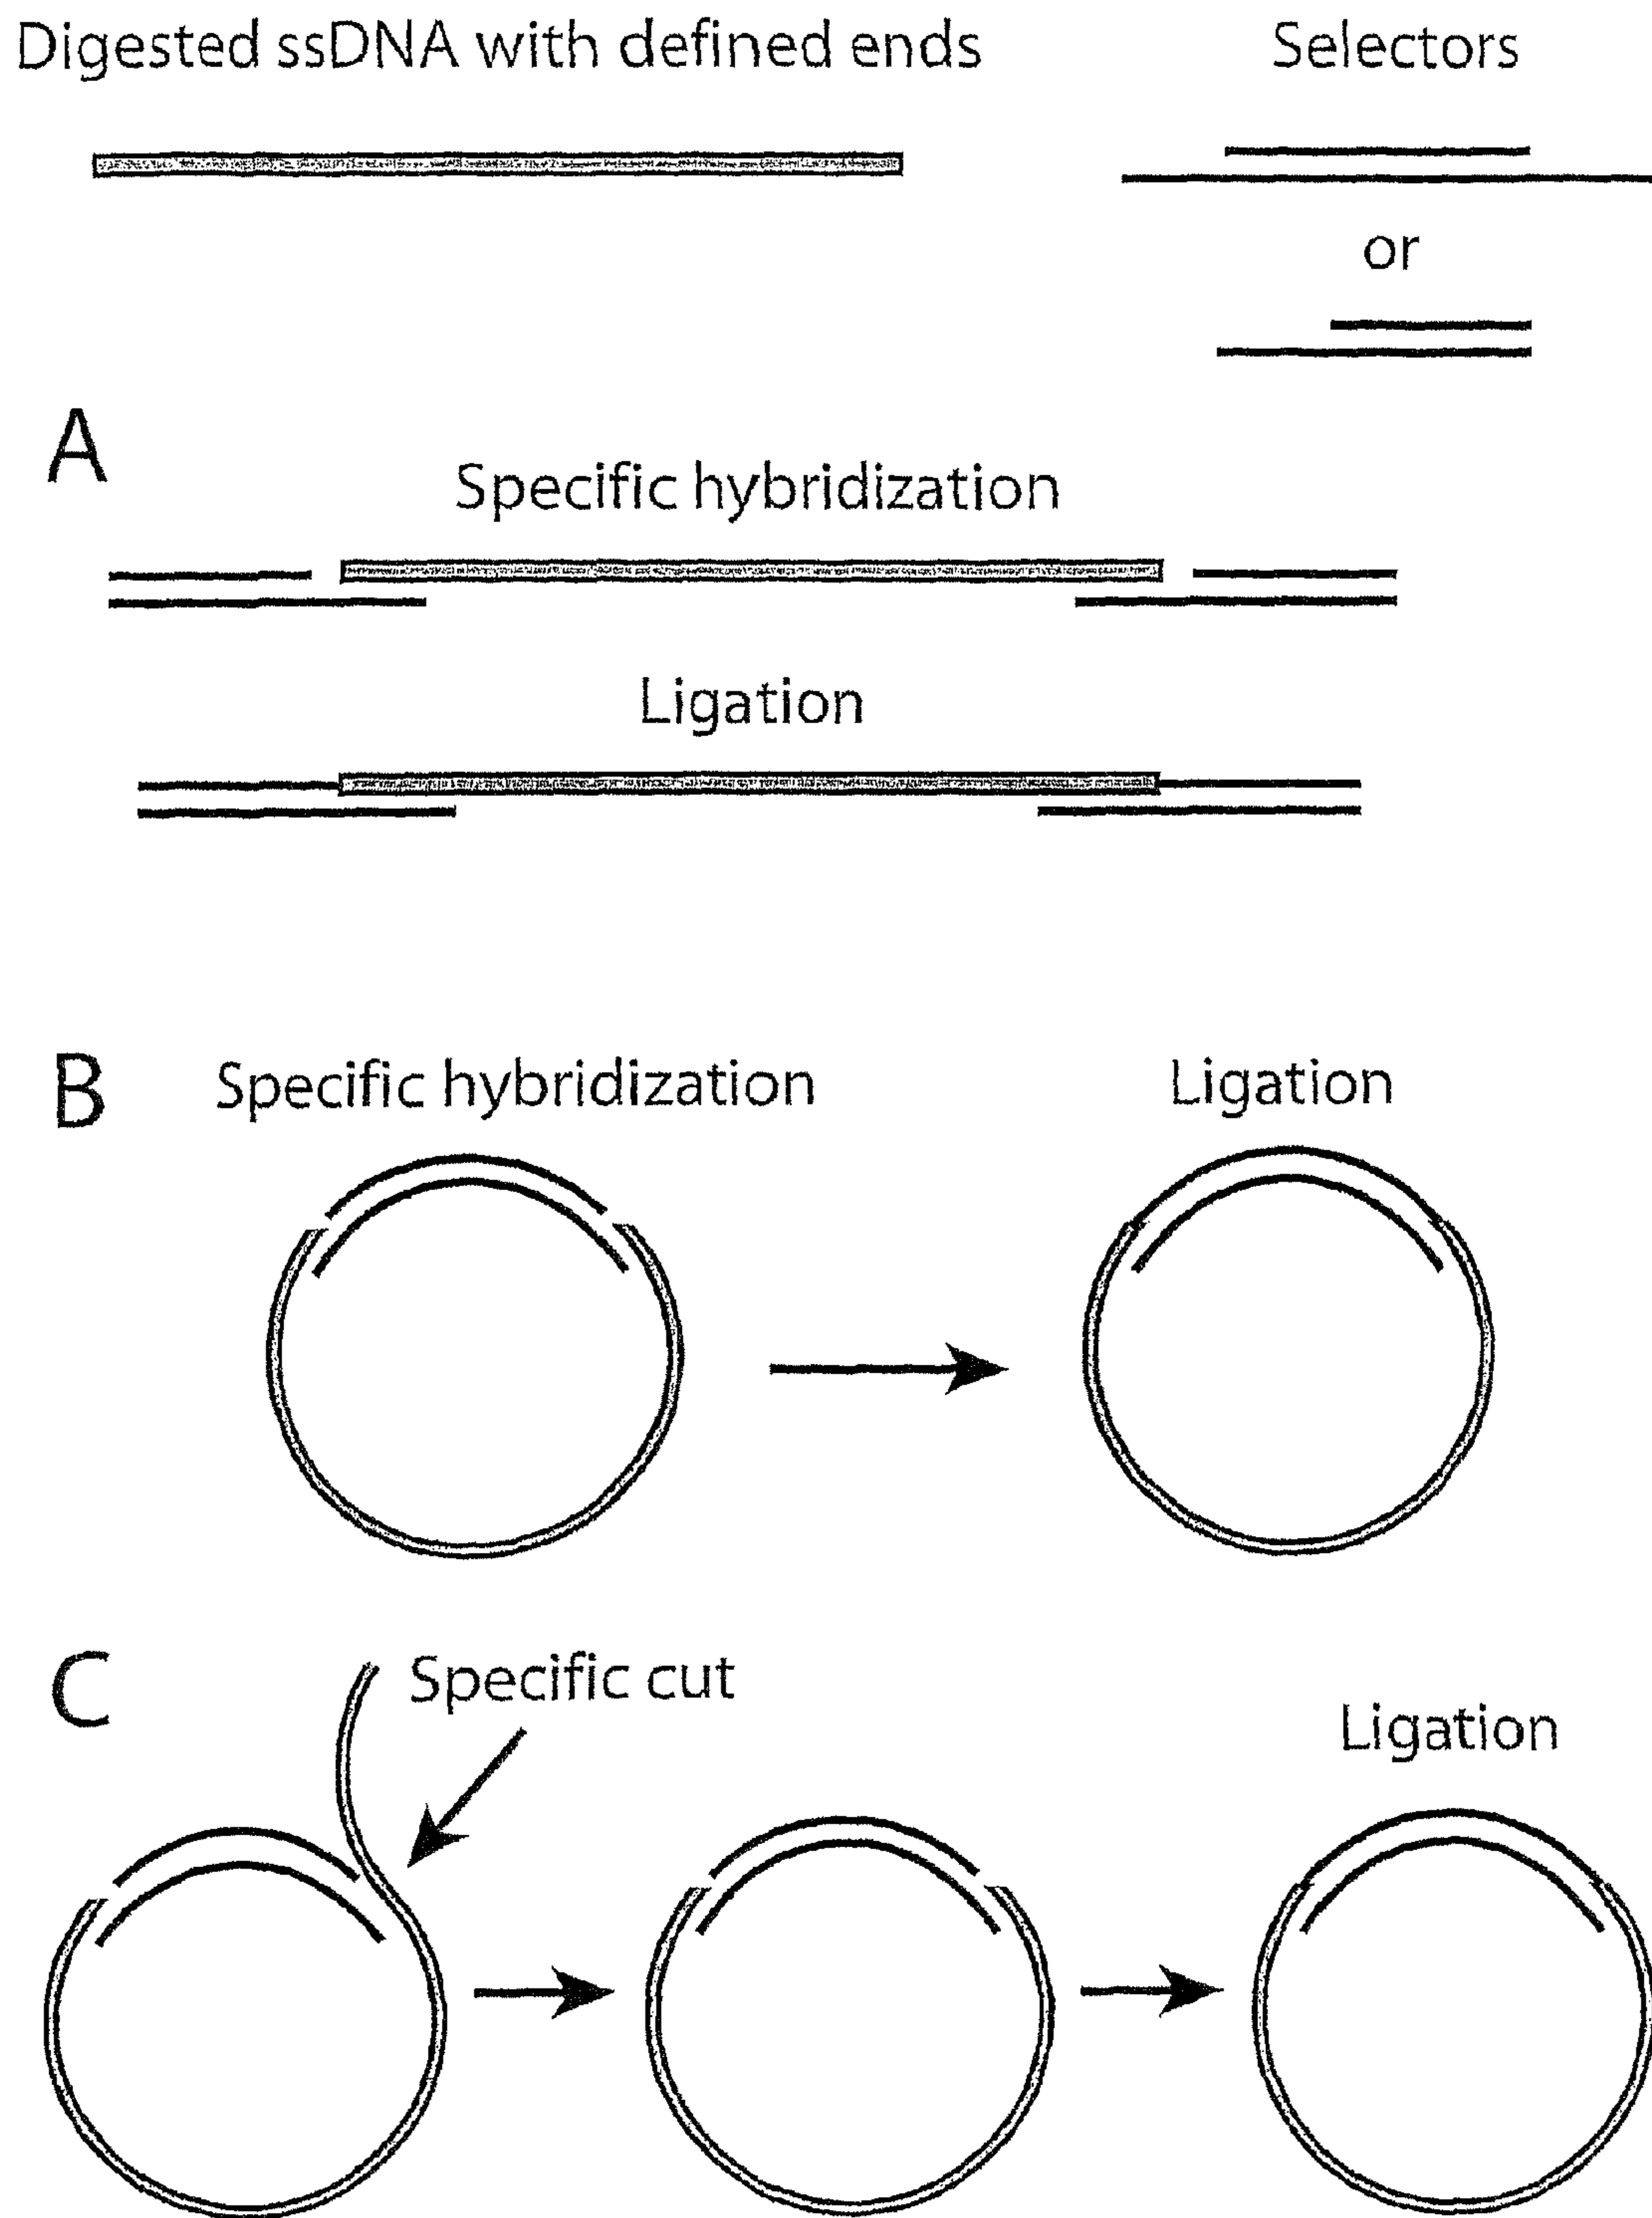 Digested ssDNA with defined ends
Selectors
or
A
Specific hybridization
Ligation
B
Specific hybridization
Ligation
C
Specific cut
Ligation